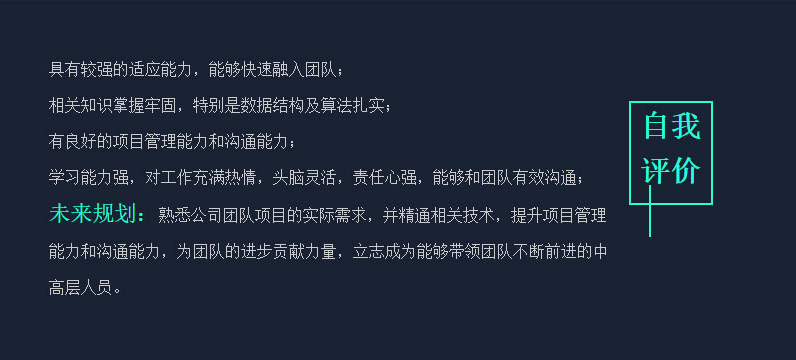 具有较强的适应能力，能够快速融入团队；
相关知识掌握牢固，特别是数据结构及算法扎实；
有良好的项目管理能力和沟通能力；
学习能力强，对工作充满热情，头脑灵活，责任心强，能够和团队有效沟通；
未来规划：熟悉公司团队项目的实际需求，并精通相关技术，提升项目管理
能力和沟通能力，为团队的进步贡献力量，立志成为能够带领团队不断前进的中
高层人员。
自我
评价